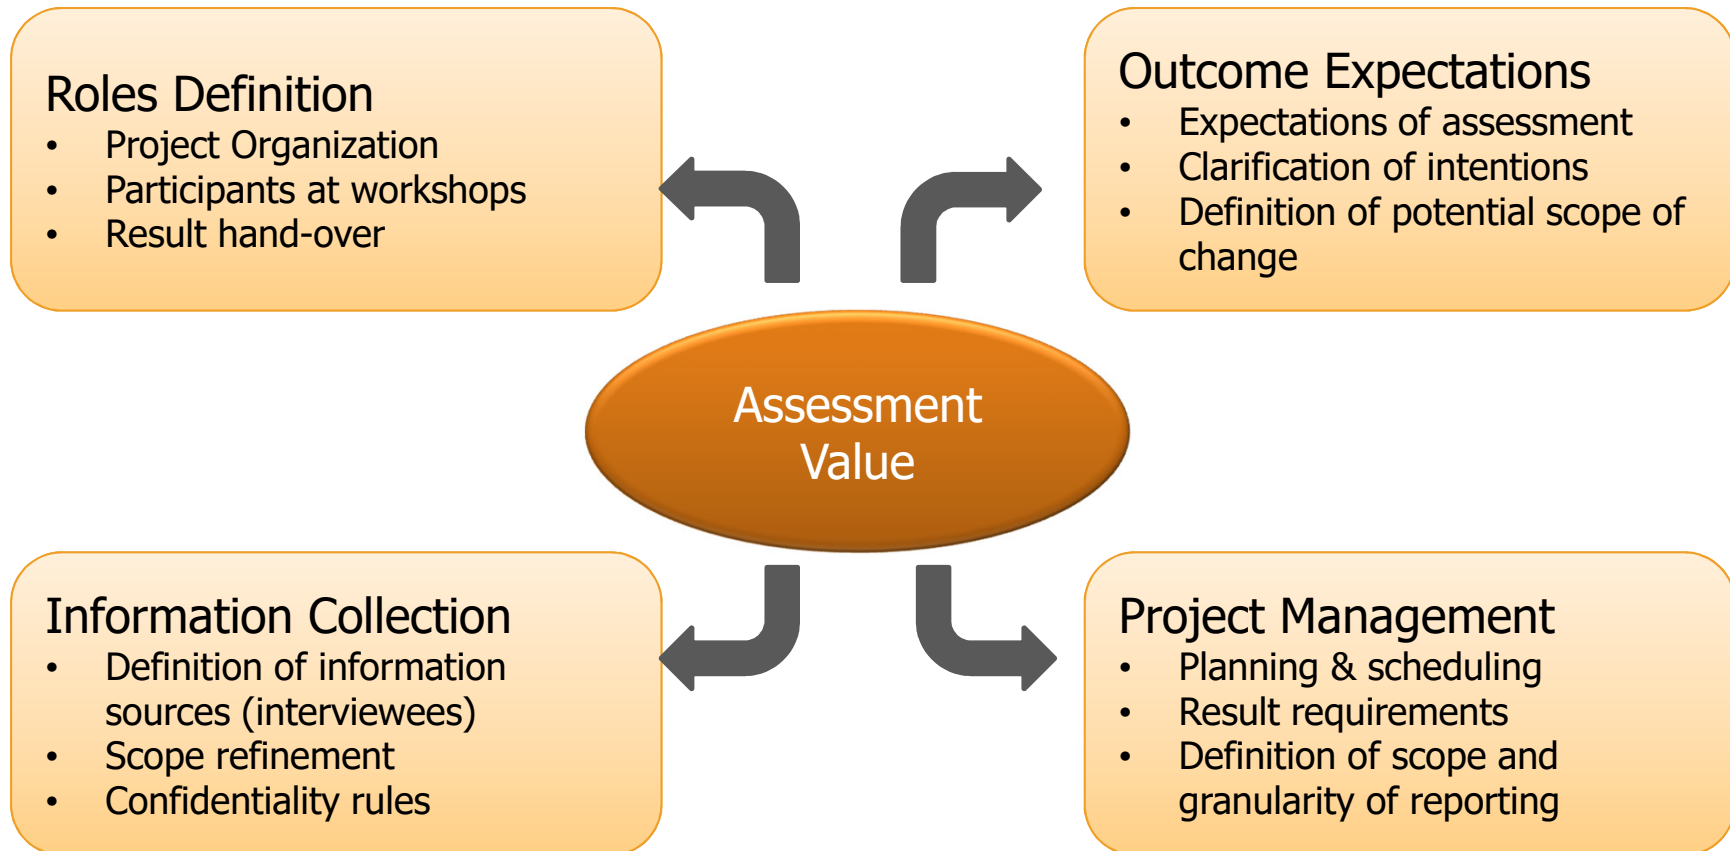 Roles Definition
• Project Organization
• Participants at workshops
• Result hand-over
Outcome Expectations
• Expectations of assessment
• Clarification of intentions
• Definition of potential scope of
change
Assessment
Value
Information Collection
• Definition of information
sources (interviewees)
• Scope refinement
• Confidentiality rules
Project Management
• Planning & scheduling
• Result requirements
• Definition of scope and
granularity of reporting